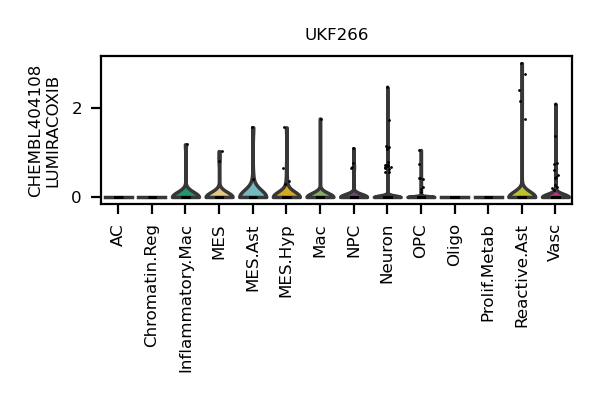 UKF266
CHEMBL404108
LUMIRACOXIB
2
0
AC
Chromatin.Reg
Inflammatory.Mac
MES
MES.Ast
MES.Hyp
Mac
NPC
Neuron
OPC
Oligo
Prolif.Metab
Reactive.Ast
Vasc